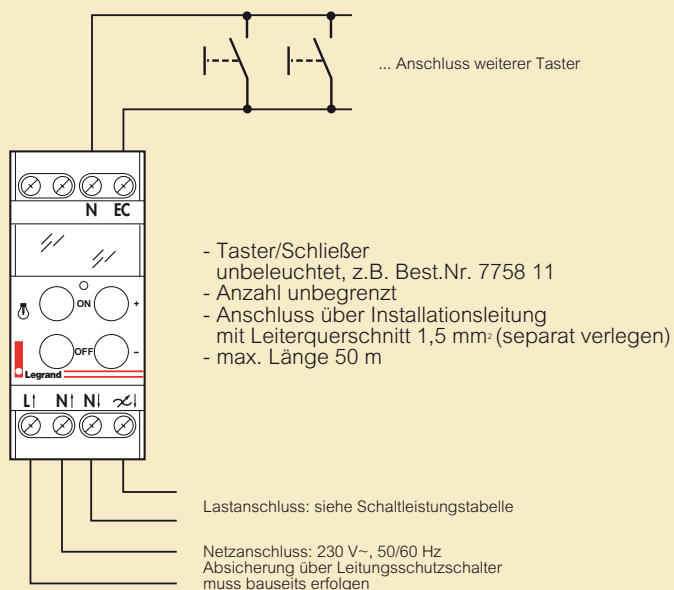 ... Anschluss weiterer Taster
N EC
- Taster/Schließer
unbeleuchtet, z.B. Best.Nr. 7758 11
- Anzahl unbegrenzt
- Anschluss über Installationsleitung
mit Leiterquerschnitt 1,5 mm² (separat verlegen)
- max. Länge 50 m
ON +
OFF -
Legrand
L↑ N↑ N↓ ↓
Lastanschluss: siehe Schaltleistungstabelle
Netzanschluss: 230 V~, 50/60 Hz
Absicherung über Leitungsschutzschalter
muss bauseits erfolgen